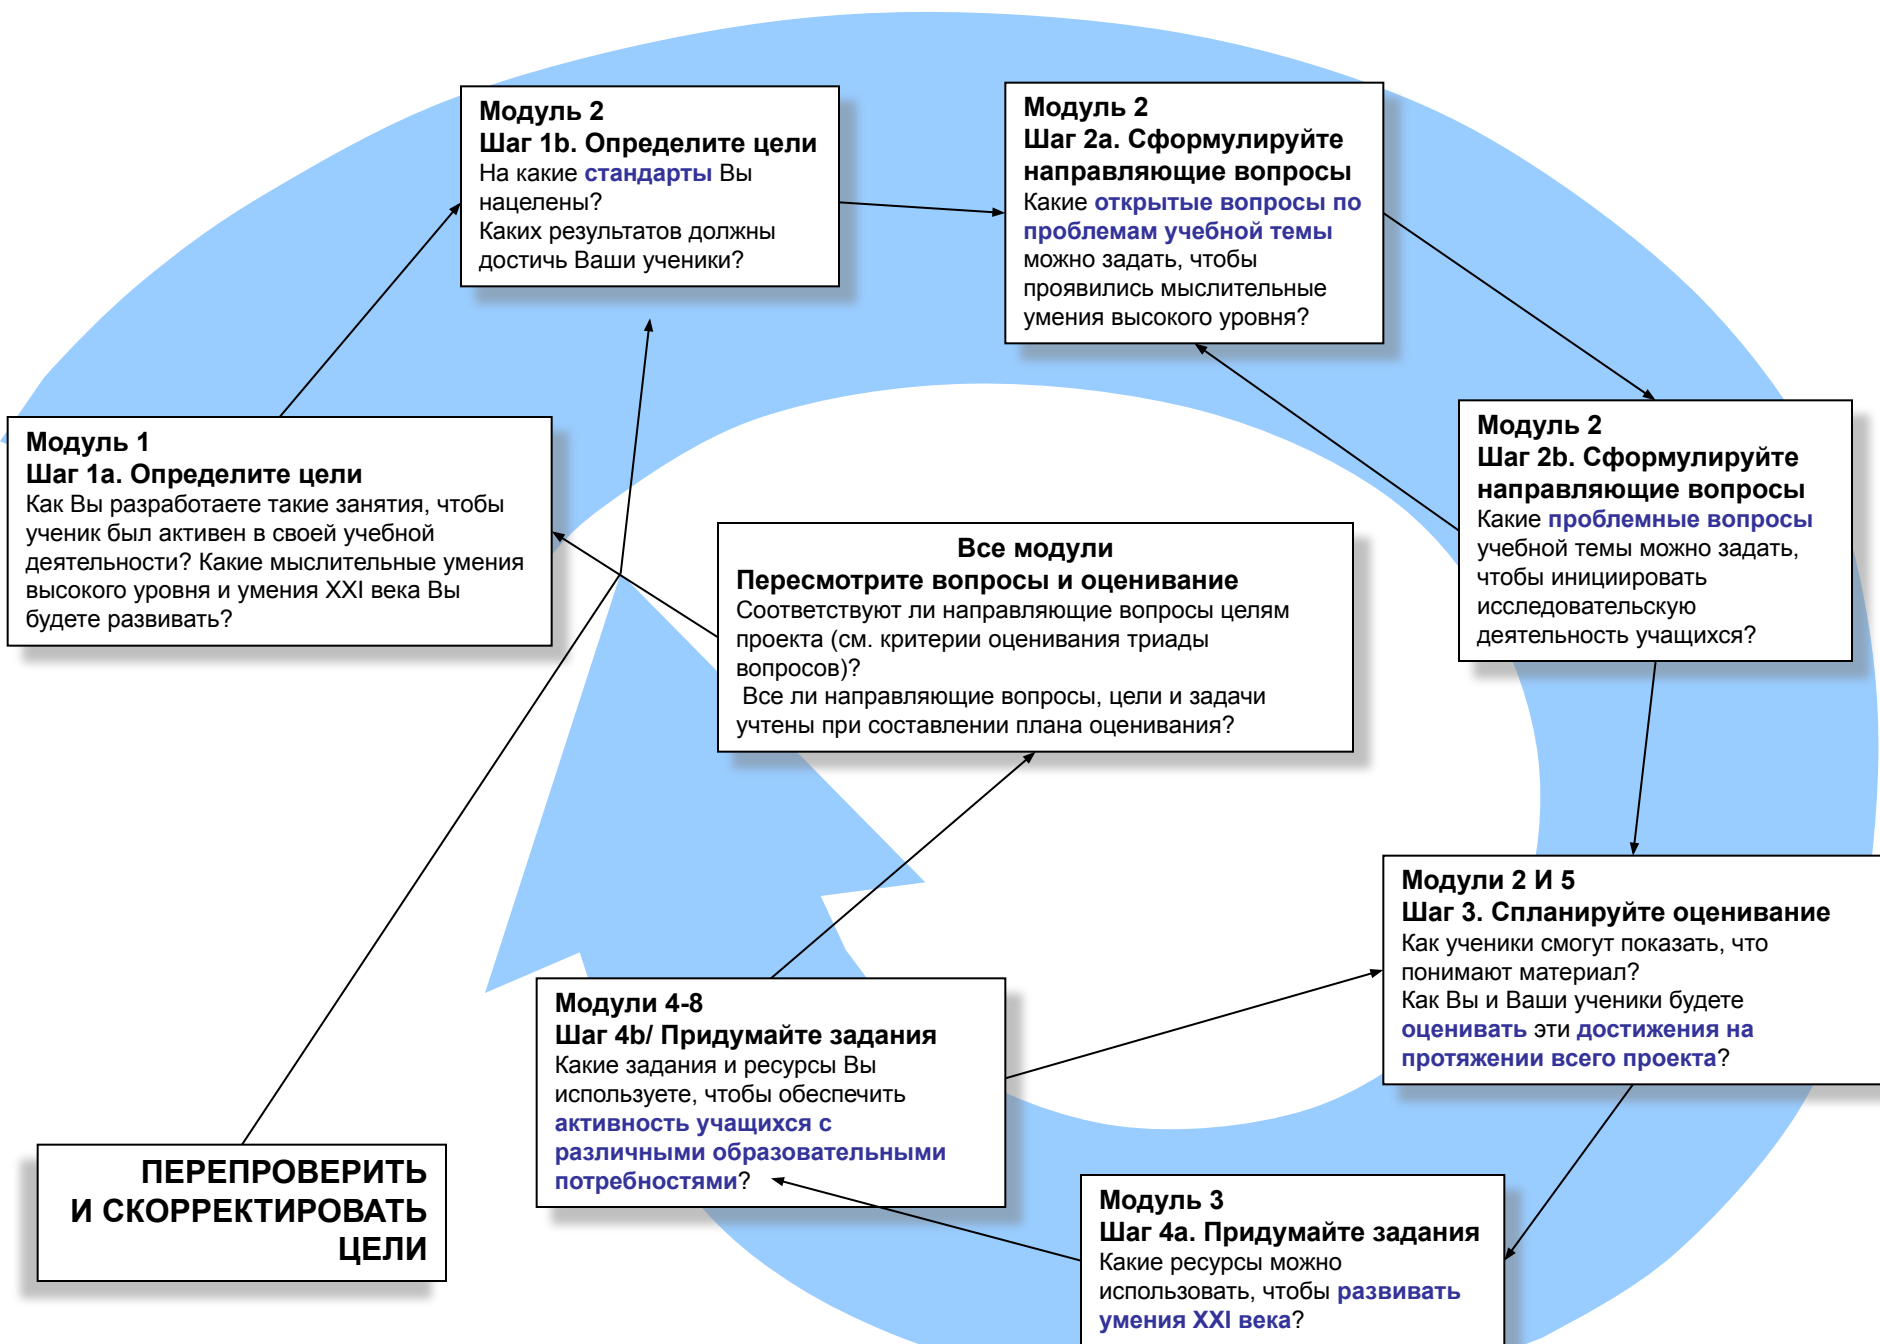 Модуль 2
Шаг 1b. Определите цели
На какие стандарты Вы
нацелены?
Каких результатов должны
достичь Ваши ученики?
Модуль 2
Шаг 2a. Сформулируйте
направляющие вопросы
Какие открытые вопросы по
проблемам учебной темы
можно задать, чтобы
проявились мыслительные
умения высокого уровня?
Модуль 1
Шаг 1a. Определите цели
Как Вы разработаете такие занятия, чтобы
ученик был активен в своей учебной
деятельности? Какие мыслительные умения
высокого уровня и умения XXI века Вы
будете развивать?
Модуль 2
Шаг 2b. Сформулируйте
направляющие вопросы
Какие проблемные вопросы
учебной темы можно задать,
чтобы инициировать
исследовательскую
деятельность учащихся?
Все модули
Пересмотрите вопросы и оценивание
Соответствуют ли направляющие вопросы целям
проекта (см. критерии оценивания триады
вопросов)?
Все ли направляющие вопросы, цели и задачи
учтены при составлении плана оценивания?
Модули 2 И 5
Шаг 3. Спланируйте оценивание
Как ученики смогут показать, что
понимают материал?
Как Вы и Ваши ученики будете
оценивать эти достижения на
протяжении всего проекта?
Модули 4-8
Шаг 4b/ Придумайте задания
Какие задания и ресурсы Вы
используете, чтобы обеспечить
активность учащихся с
различными образовательными
потребностями?
ПЕРЕПРОВЕРИТЬ
И СКОРРЕКТИРОВАТЬ
ЦЕЛИ
Модуль 3
Шаг 4a. Придумайте задания
Какие ресурсы можно
использовать, чтобы развивать
умения XXI века?